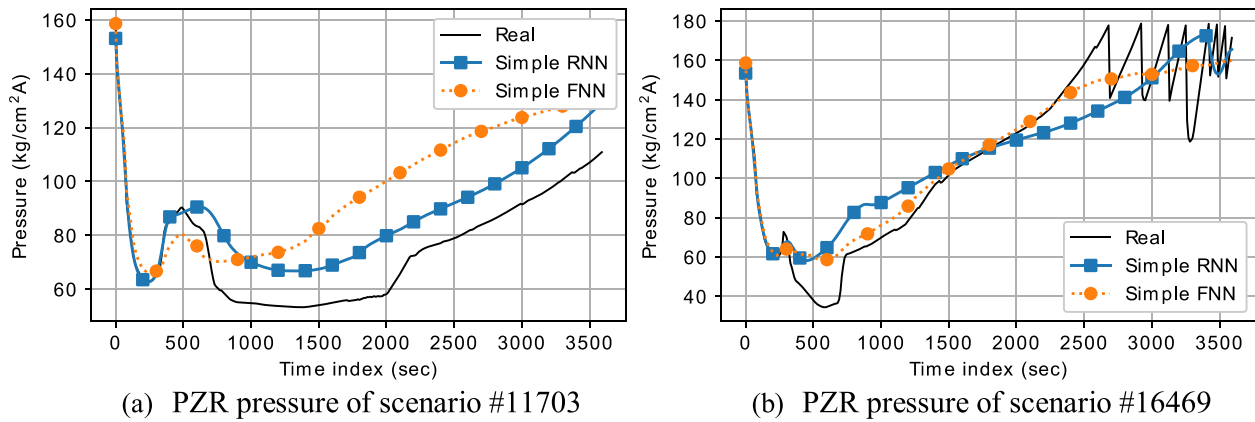 160
140
120
100
80
60
Pressure (kg/cm²A)
0 500 1000 1500 2000 2500 3000 3500
Time index (sec)
Real
Simple RNN
Simple FNN
(a) PZR pressure of scenario #11703
180
160
140
120
100
80
60
40
Pressure (kg/cm²A)
0 500 1000 1500 2000 2500 3000 3500
Time index (sec)
Real
Simple RNN
Simple FNN
(b) PZR pressure of scenario #16469